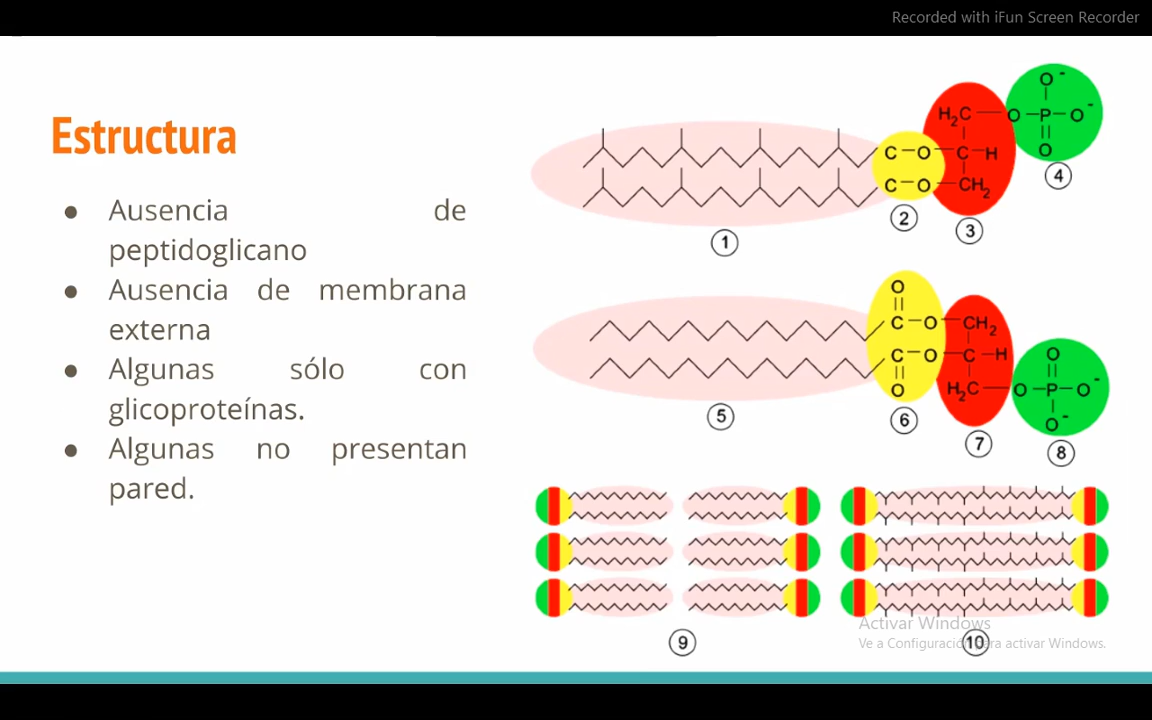 Recorded with iFun Screen Recorder
Estructura
● Ausencia de
peptidoglicano
● Ausencia de membrana
externa
● Algunas sólo con
glicoproteínas.
● Algunas no presentan
pared.
O-
H₂C O P O-
C O C H O
C O CH₂
1 2 3 4
O
C O CH₂
C O C H O
O H₂C O P O-
O-
5 6 7 8
9 10
Activar Windows
Ve a Configuración para activar Windows.